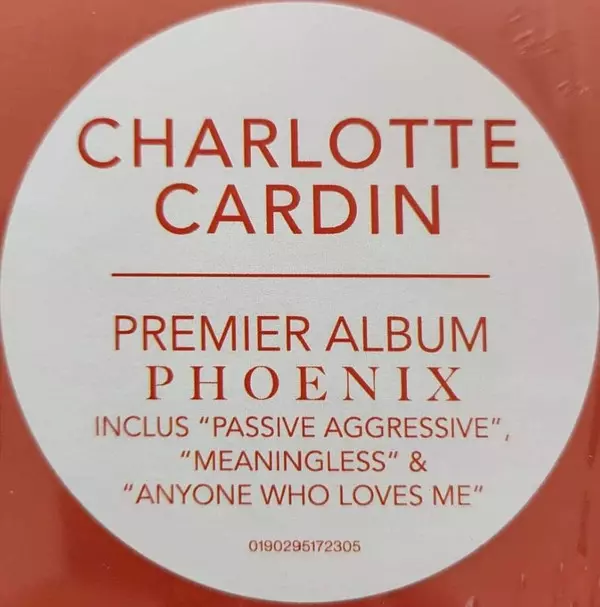 CHARLOTTE
CARDIN
PREMIER ALBUM
PHOENIX
INCLUS “PASSIVE AGGRESSIVE”,
“MEANINGLESS” &
“ANYONE WHO LOVES ME”
0190295172305